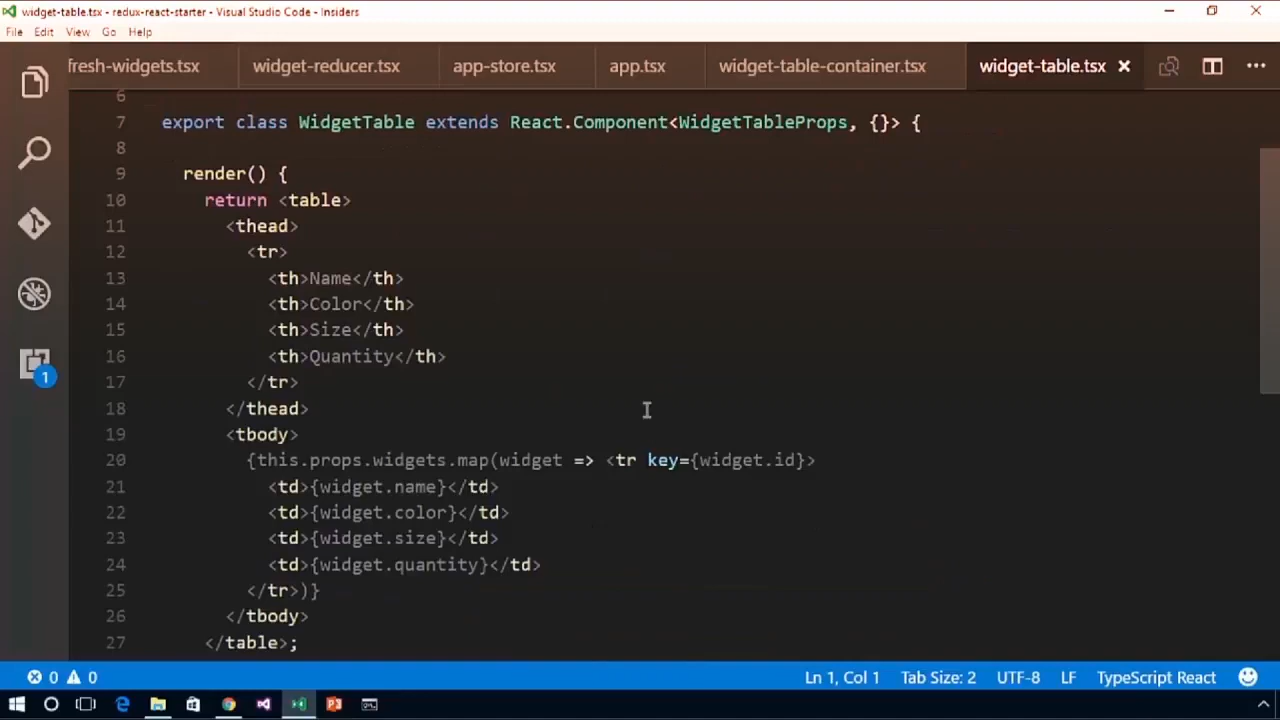 widget-table.tsx - redux-react-starter - Visual Studio Code - Insiders
File Edit View Go Help
fresh-widgets.tsx widget-reducer.tsx app-store.tsx app.tsx widget-table-container.tsx widget-table.tsx
6
7 export class WidgetTable extends React.Component<WidgetTableProps, {}> {
8
9 render() {
10 return <table>
11 <thead>
12 <tr>
13 <th>Name</th>
14 <th>Color</th>
15 <th>Size</th>
16 <th>Quantity</th>
17 </tr>
18 </thead>
19 <tbody>
20 {this.props.widgets.map(widget => <tr key={widget.id}>
21 <td>{widget.name}</td>
22 <td>{widget.color}</td>
23 <td>{widget.size}</td>
24 <td>{widget.quantity}</td>
25 </tr>)}
26 </tbody>
27 </table>;
1
0 0 Ln 1, Col 1 Tab Size: 2 UTF-8 LF TypeScript React